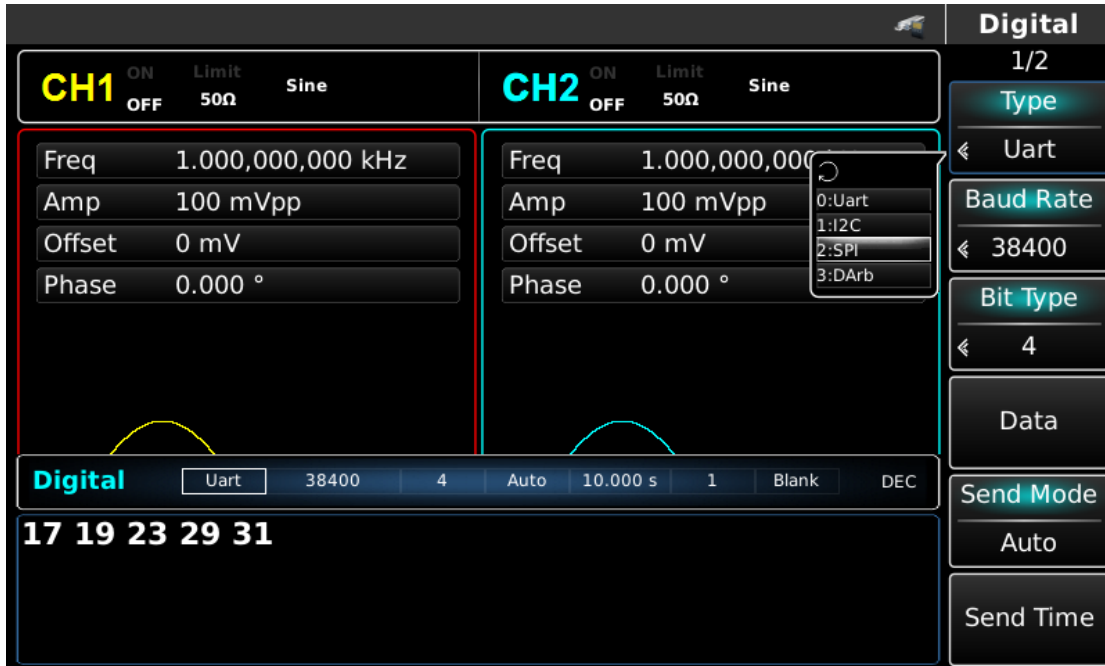 Digital
1/2
CH1 ON OFF Limit 50Ω Sine
CH2 ON OFF Limit 50Ω Sine
Type
Uart
Freq 1.000,000,000 kHz
Amp 100 mVpp
Offset 0 mV
Phase 0.000 °
Freq 1.000,000,000
Amp 100 mVpp
Offset 0 mV
Phase 0.000 °
0:Uart
1:I2C
2:SPI
3:DArb
Baud Rate
38400
Bit Type
4
Data
Digital Uart 38400 4 Auto 10.000 s 1 Blank DEC
17 19 23 29 31
Send Mode
Auto
Send Time